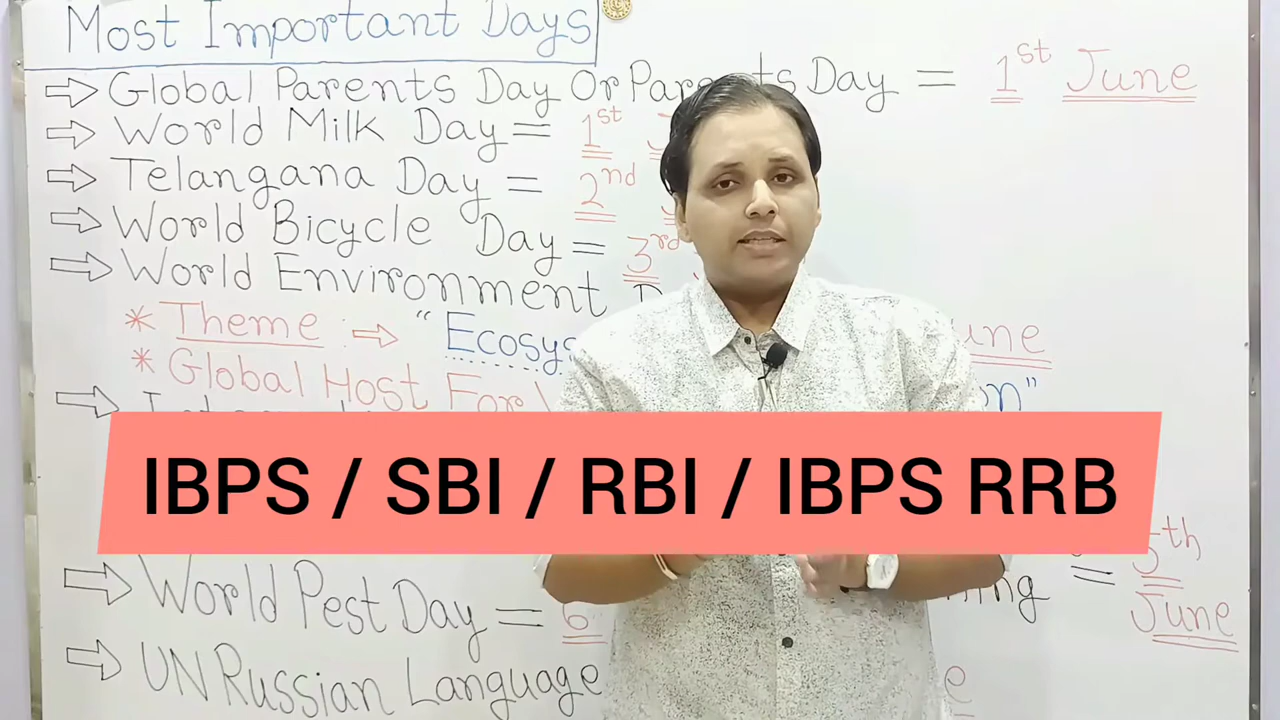 Most Important Days
⇒ Global Parents Day Or Parents Day = 1st June
⇒ World Milk Day = 1st
⇒ Telangana Day = 2nd
⇒ World Bicycle Day = 3rd
⇒ World Environment
* Theme :→ "Ecosys
une
* Global Host For
on"
IBPS / SBI / RBI / IBPS RRB
= 5th
June
⇒ World Pest Day = 6
⇒ UN Russian Language